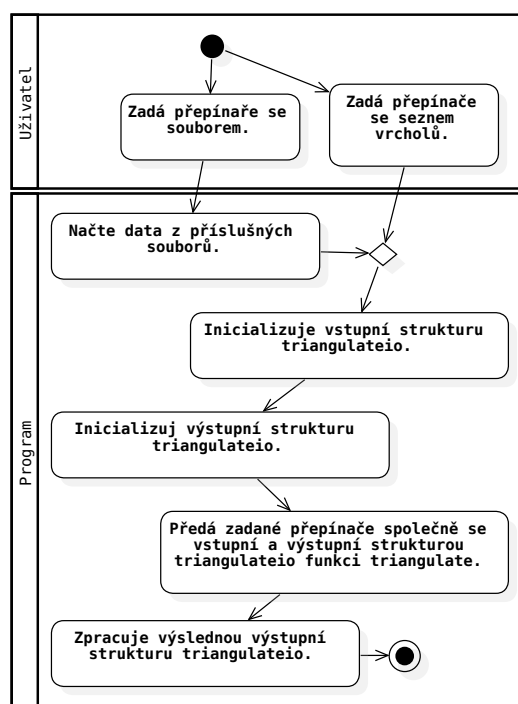 Uživatel
Zadá přepínaře se
souborem.
Zadá přepínače
se seznem
vrcholů.
Program
Načte data z příslušných
souborů.
Inicializuje vstupní strukturu
triangulateio.
Inicializuj výstupní strukturu
triangulateio.
Předá zadané přepínače společně se
vstupní a výstupní strukturou
triangulateio funkci triangulate.
Zpracuje výslednou výstupní
strukturu triangulateio.